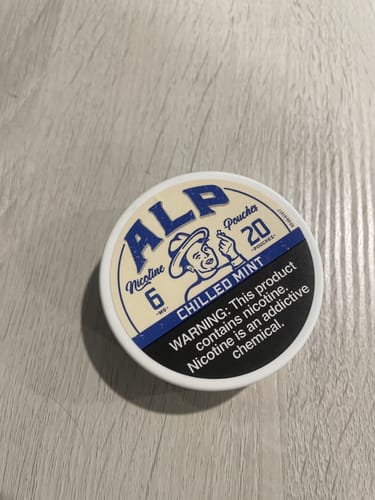 ALP
Nicotine Pouches
6
-MG-
20
-POUCHES-
CHILLED MINT
WARNING: This product
contains nicotine.
Nicotine is an addictive
chemical.